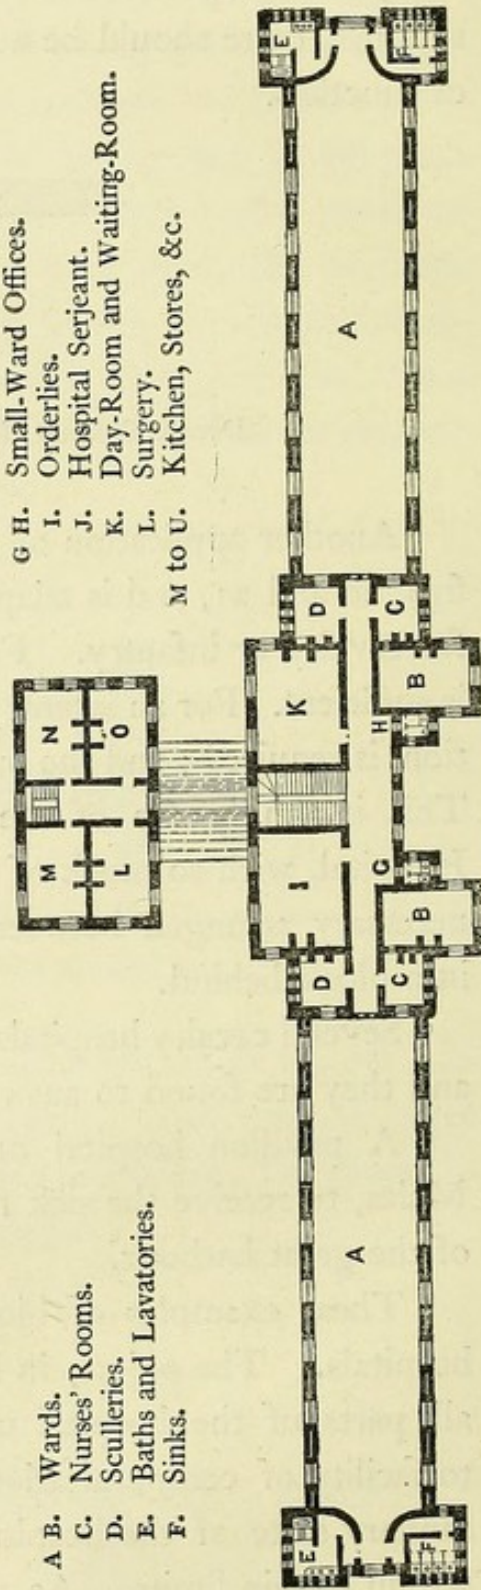 A B. Wards.
C. Nurses' Rooms.
D. Sculleries.
E. Baths and Lavatories.
F. Sinks.
G H. Small-Ward Offices.
I. Orderlies.
J. Hospital Serjeant.
K. Day-Room and Waiting-Room.
L. Surgery.
M to U. Kitchen, Stores, &c.
M
N
L
O
E
D
I
K
D
E
A
A
G
H
F
C
B
B
C
F